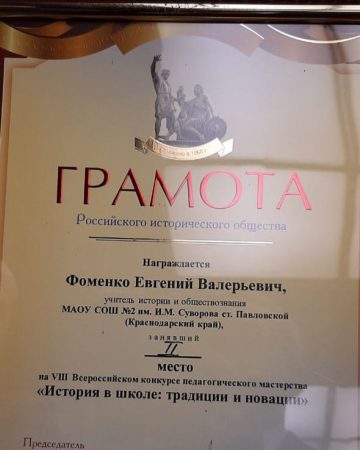 ГРАМОТА
Российского исторического общества
Награждается
Фоменко Евгений Валерьевич,
учитель истории и обществознания
МАОУ СОШ №2 им. И.М. Суворова ст. Павловской
(Краснодарский край),
занявший
II
место
на VIII Всероссийском конкурсе педагогического мастерства
«История в школе: традиции и новации»
Председатель